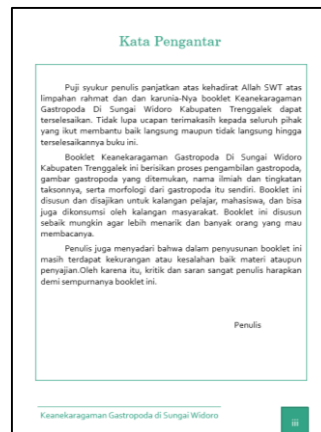 Kata Pengantar
Puji syukur penulis panjatkan atas kehadirat Allah SWT atas
limpahan rahmat dan dan karunia-Nya booklet Keanekaragaman
Gastropoda Di Sungai Widoro Kabupaten Trenggalek dapat
terselesaikan. Tidak lupa ucapan terimakasih kepada seluruh pihak
yang ikut membantu baik langsung maupun tidak langsung hingga
terselesaikannya buku ini.
Booklet Keanekaragaman Gastropoda Di Sungai Widoro
Kabupaten Trenggalek ini berisikan proses pengambilan gastropoda,
gambar gastropoda yang ditemukan, nama ilmiah dan tingkatan
taksonnya, serta morfologi dari gastropoda itu sendiri. Booklet ini
disusun dan disajikan untuk kalangan pelajar, mahasiswa, dan bisa
juga dikonsumsi oleh kalangan masyarakat. Booklet ini disusun
sebaik mungkin agar lebih menarik dan banyak orang yang mau
membacanya.
Penulis juga menyadari bahwa dalam penyusunan booklet ini
masih terdapat kekurangan atau kesalahan baik materi ataupun
penyajian.Oleh karena itu, kritik dan saran sangat penulis harapkan
demi sempurnanya booklet ini.
Penulis
Keanekaragaman Gastropoda di Sungai Widoro
iii